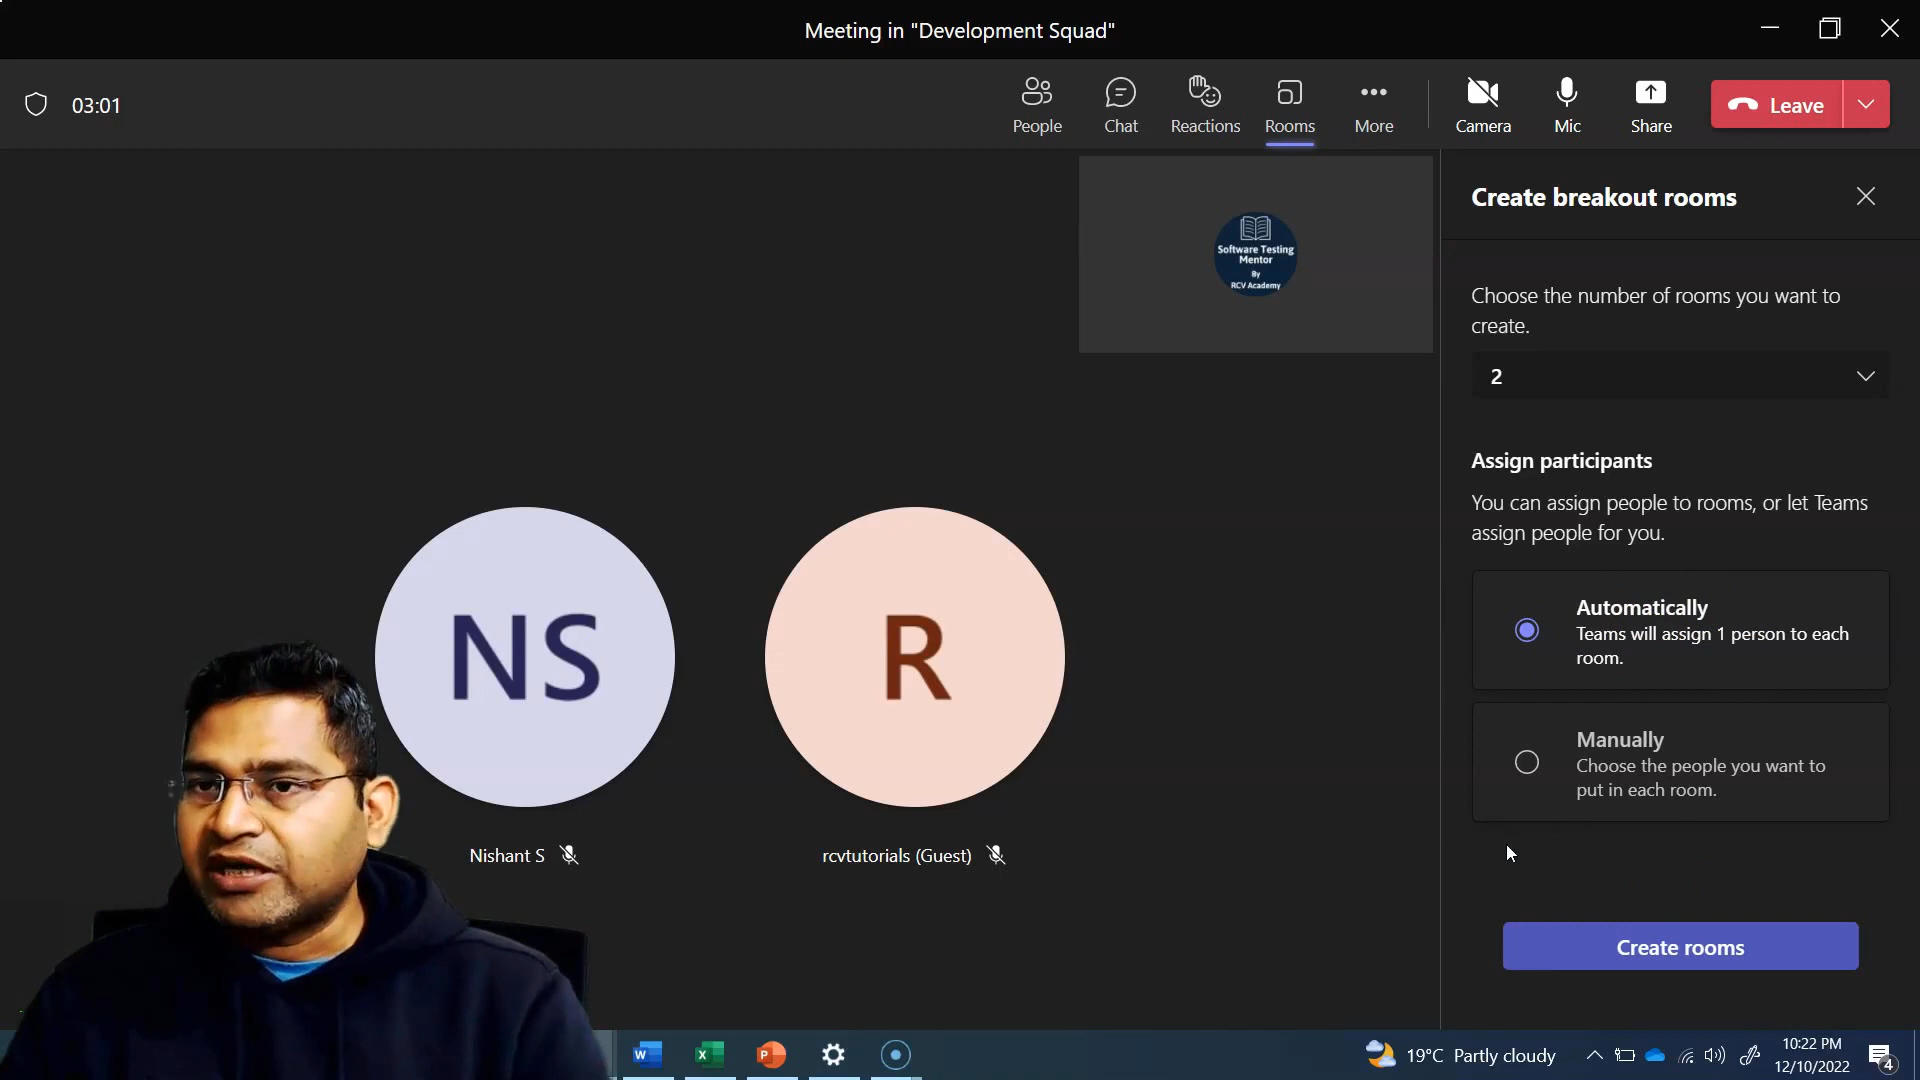 Meeting in "Development Squad"
03:01
People
Chat
Reactions
Rooms
More
Camera
Mic
Share
Leave
Software Testing
Mentor
By
RCV Academy
NS
R
Nishant S
rcvtutorials (Guest)
Create breakout rooms
Choose the number of rooms you want to
create.
2
Assign participants
You can assign people to rooms, or let Teams
assign people for you.
Automatically
Teams will assign 1 person to each
room.
Manually
Choose the people you want to
put in each room.
Create rooms
W
X
P
19°C Partly cloudy
10:22 PM
12/10/2022
4